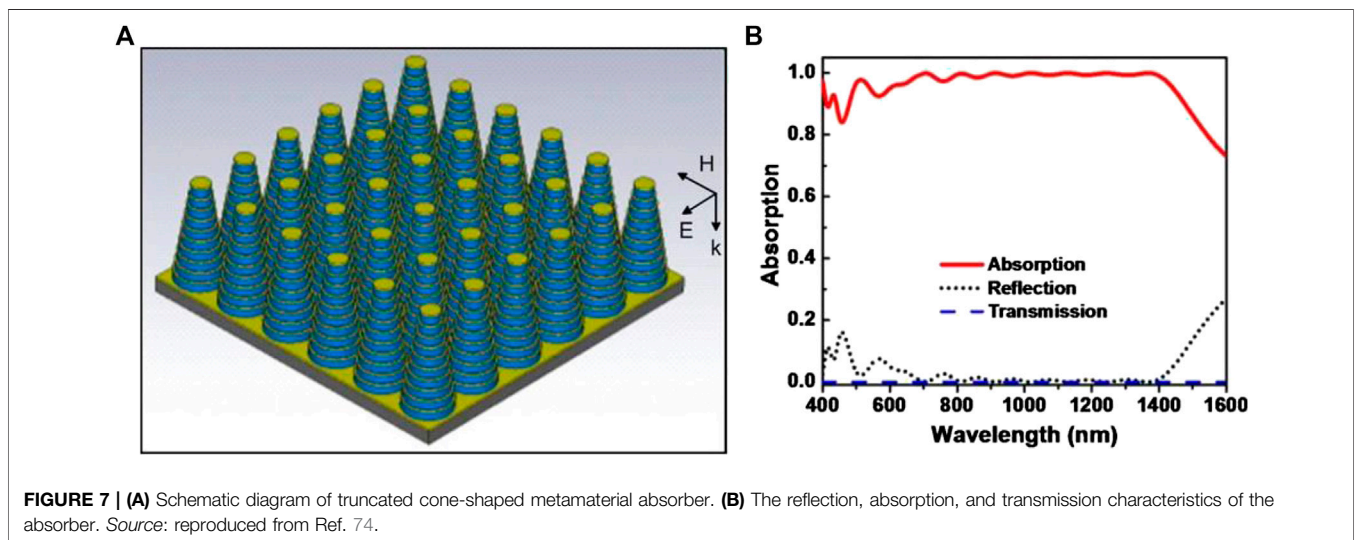 A
H
E
k
B
1.0
0.8
0.6
0.4
0.2
0.0
Absorption
Absorption
Reflection
Transmission
400 600 800 1000 1200 1400 1600
Wavelength (nm)
FIGURE 7 | (A) Schematic diagram of truncated cone-shaped metamaterial absorber. (B) The reflection, absorption, and transmission characteristics of the
absorber. Source: reproduced from Ref. 74.